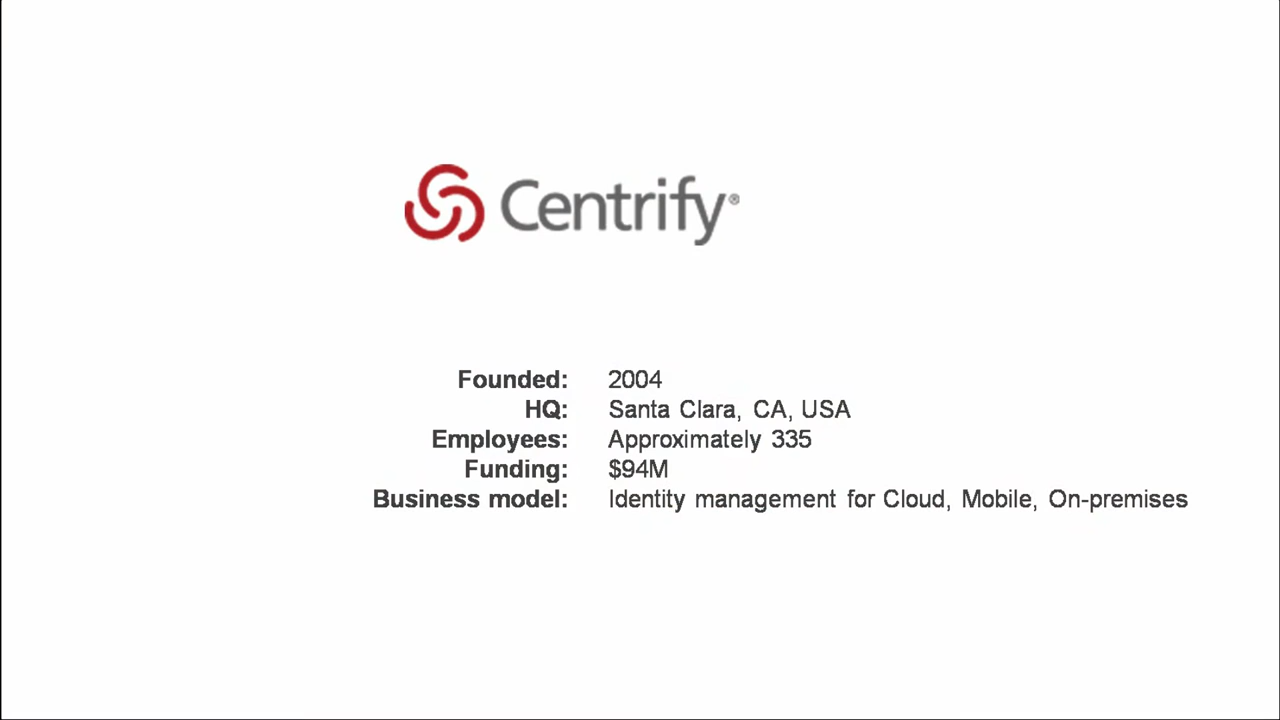 Centrify®
Founded: 2004
HQ: Santa Clara, CA, USA
Employees: Approximately 335
Funding: $94M
Business model: Identity management for Cloud, Mobile, On-premises